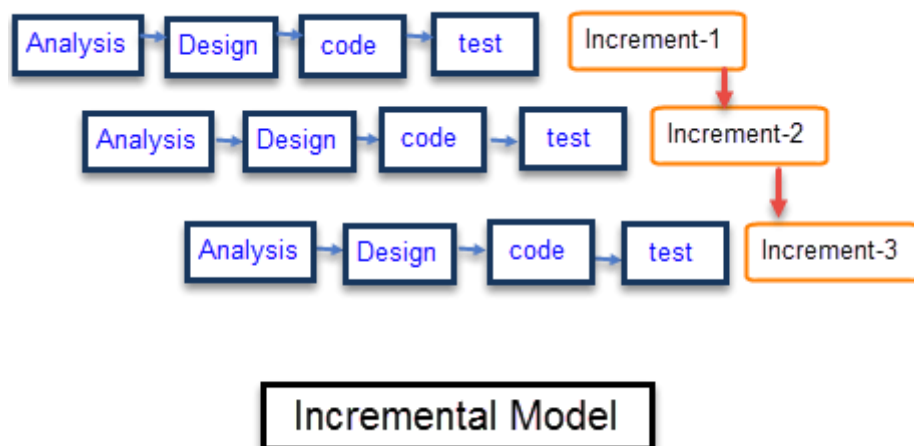 Analysis Design code test Increment-1
Analysis Design code test Increment-2
Analysis Design code test Increment-3
Incremental Model